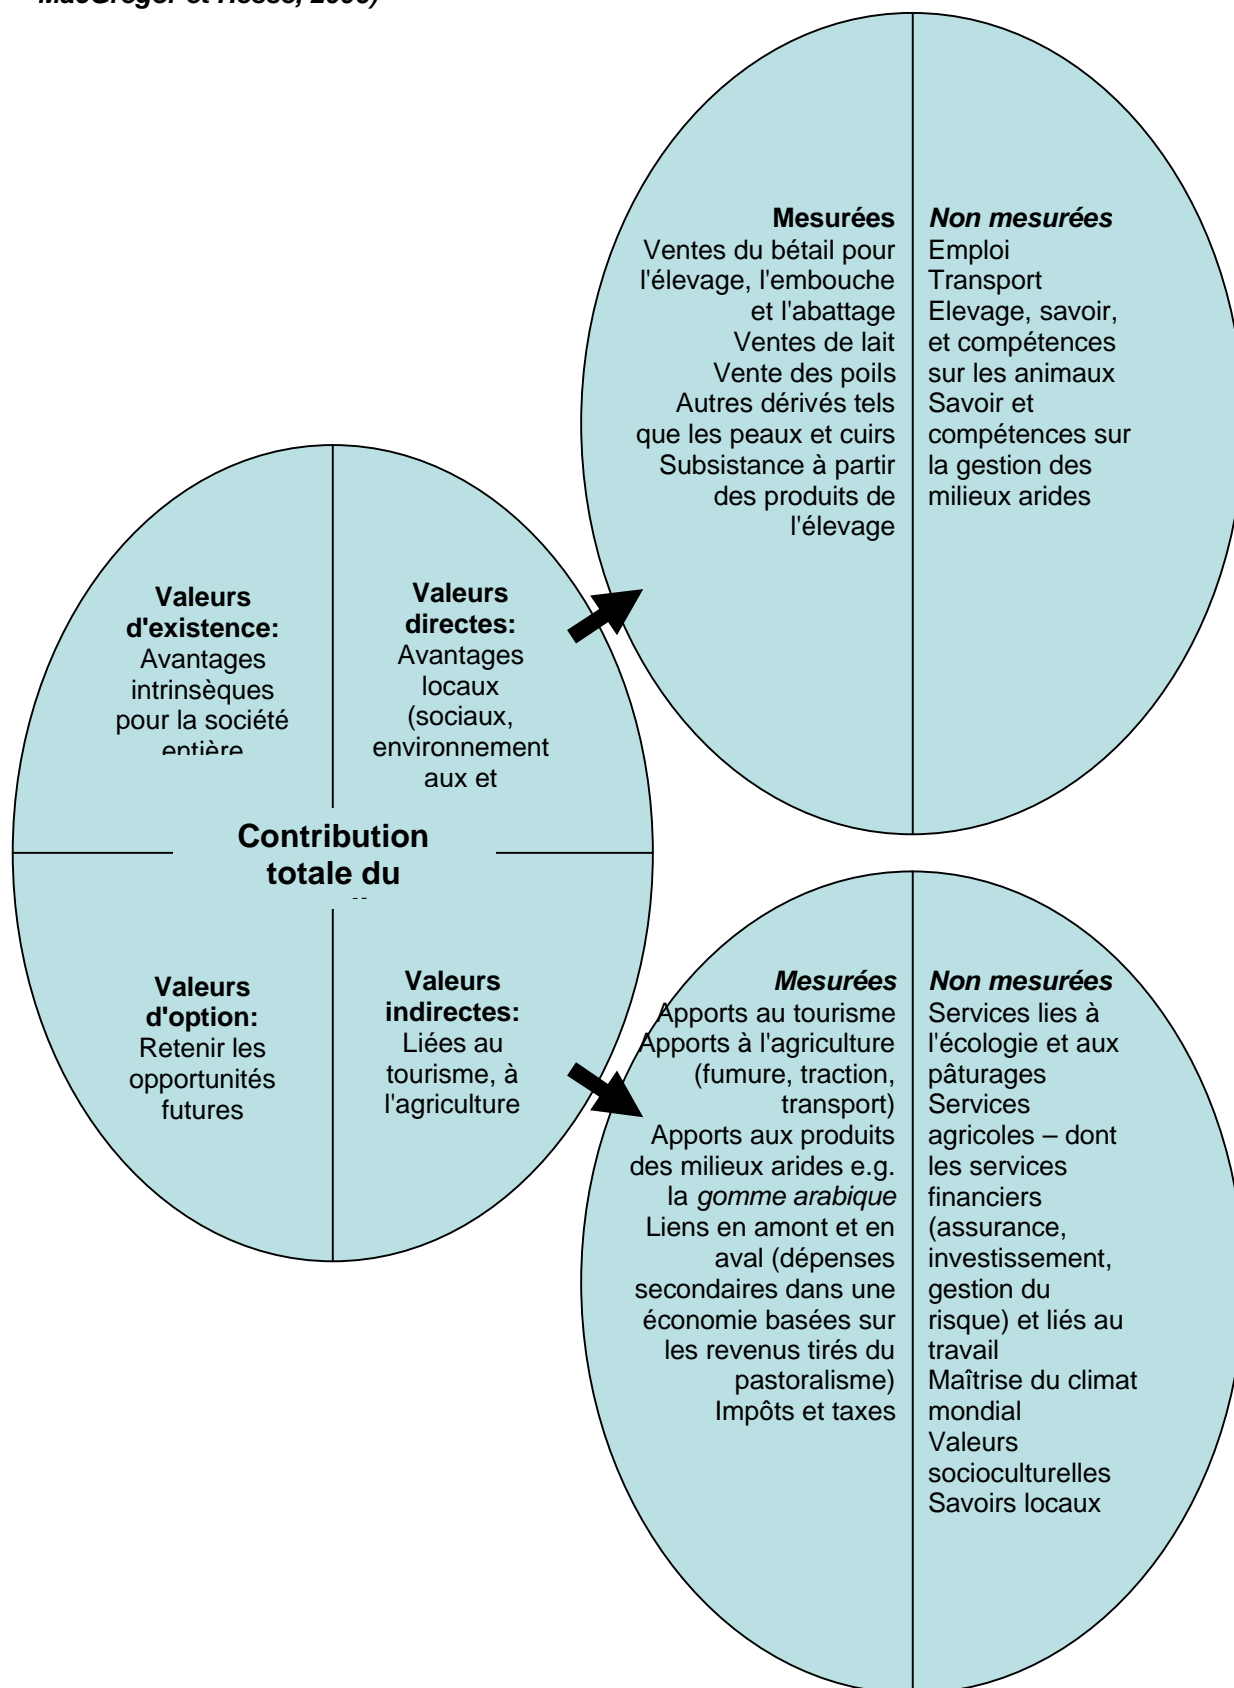 Mesurées
Ventes du bétail pour
l'élevage, l'embouche
et l'abattage
Ventes de lait
Vente des poils
Autres dérivés tels
que les peaux et cuirs
Subsistance à partir
des produits de
l'élevage
Non mesurées
Emploi
Transport
Elevage, savoir,
et compétences
sur les animaux
Savoir et
compétences sur
la gestion des
milieux arides
Valeurs
d'existence:
Avantages
intrinsèques
pour la société
entière
Valeurs
directes:
Avantages
locaux
(sociaux,
environnement
aux et
Contribution
totale du
Valeurs
d'option:
Retenir les
opportunités
futures
Valeurs
indirectes:
Liées au
tourisme, à
l'agriculture
Mesurées
Apports au tourisme
Apports à l'agriculture
(fumure, traction,
transport)
Apports aux produits
des milieux arides e.g.
la gomme arabique
Liens en amont et en
aval (dépenses
secondaires dans une
économie basées sur
les revenus tirés du
pastoralisme)
Impôts et taxes
Non mesurées
Services lies à
l'écologie et aux
pâturages
Services
agricoles – dont
les services
financiers
(assurance,
investissement,
gestion du
risque) et liés au
travail
Maîtrise du climat
mondial
Valeurs
socioculturelles
Savoirs locaux